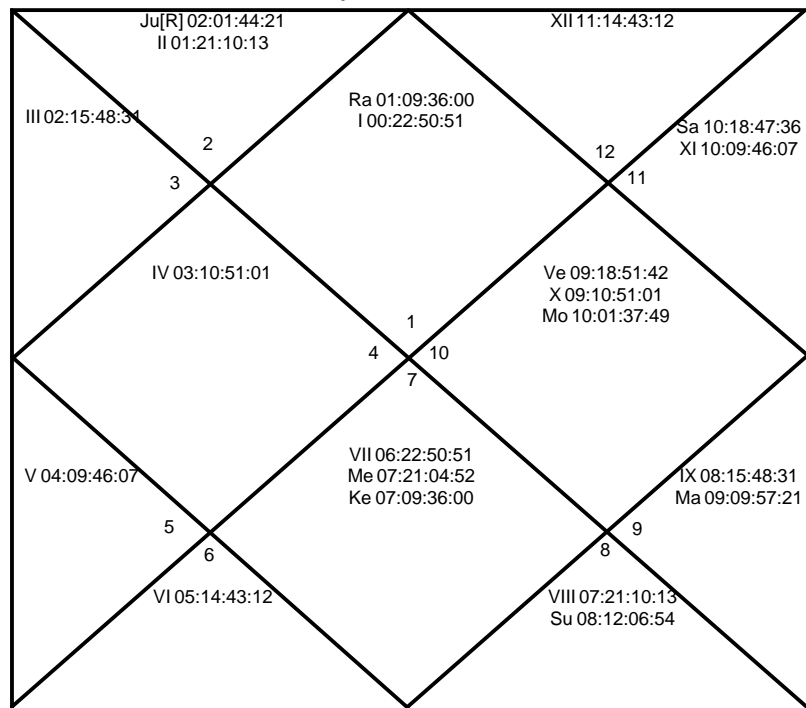 Ju[R] 02:01:44:21
II 01:21:10:13
XII 11:14:43:12
Ra 01:09:36:00
I 00:22:50:51
III 02:15:48:31
Sa 10:18:47:36
XI 10:09:46:07
2
12
3
11
IV 03:10:51:01
Ve 09:18:51:42
X 09:10:51:01
Mo 10:01:37:49
1
4
10
7
V 04:09:46:07
VII 06:22:50:51
Me 07:21:04:52
Ke 07:09:36:00
IX 08:15:48:31
Ma 09:09:57:21
5
9
6
8
VI 05:14:43:12
VIII 07:21:10:13
Su 08:12:06:54